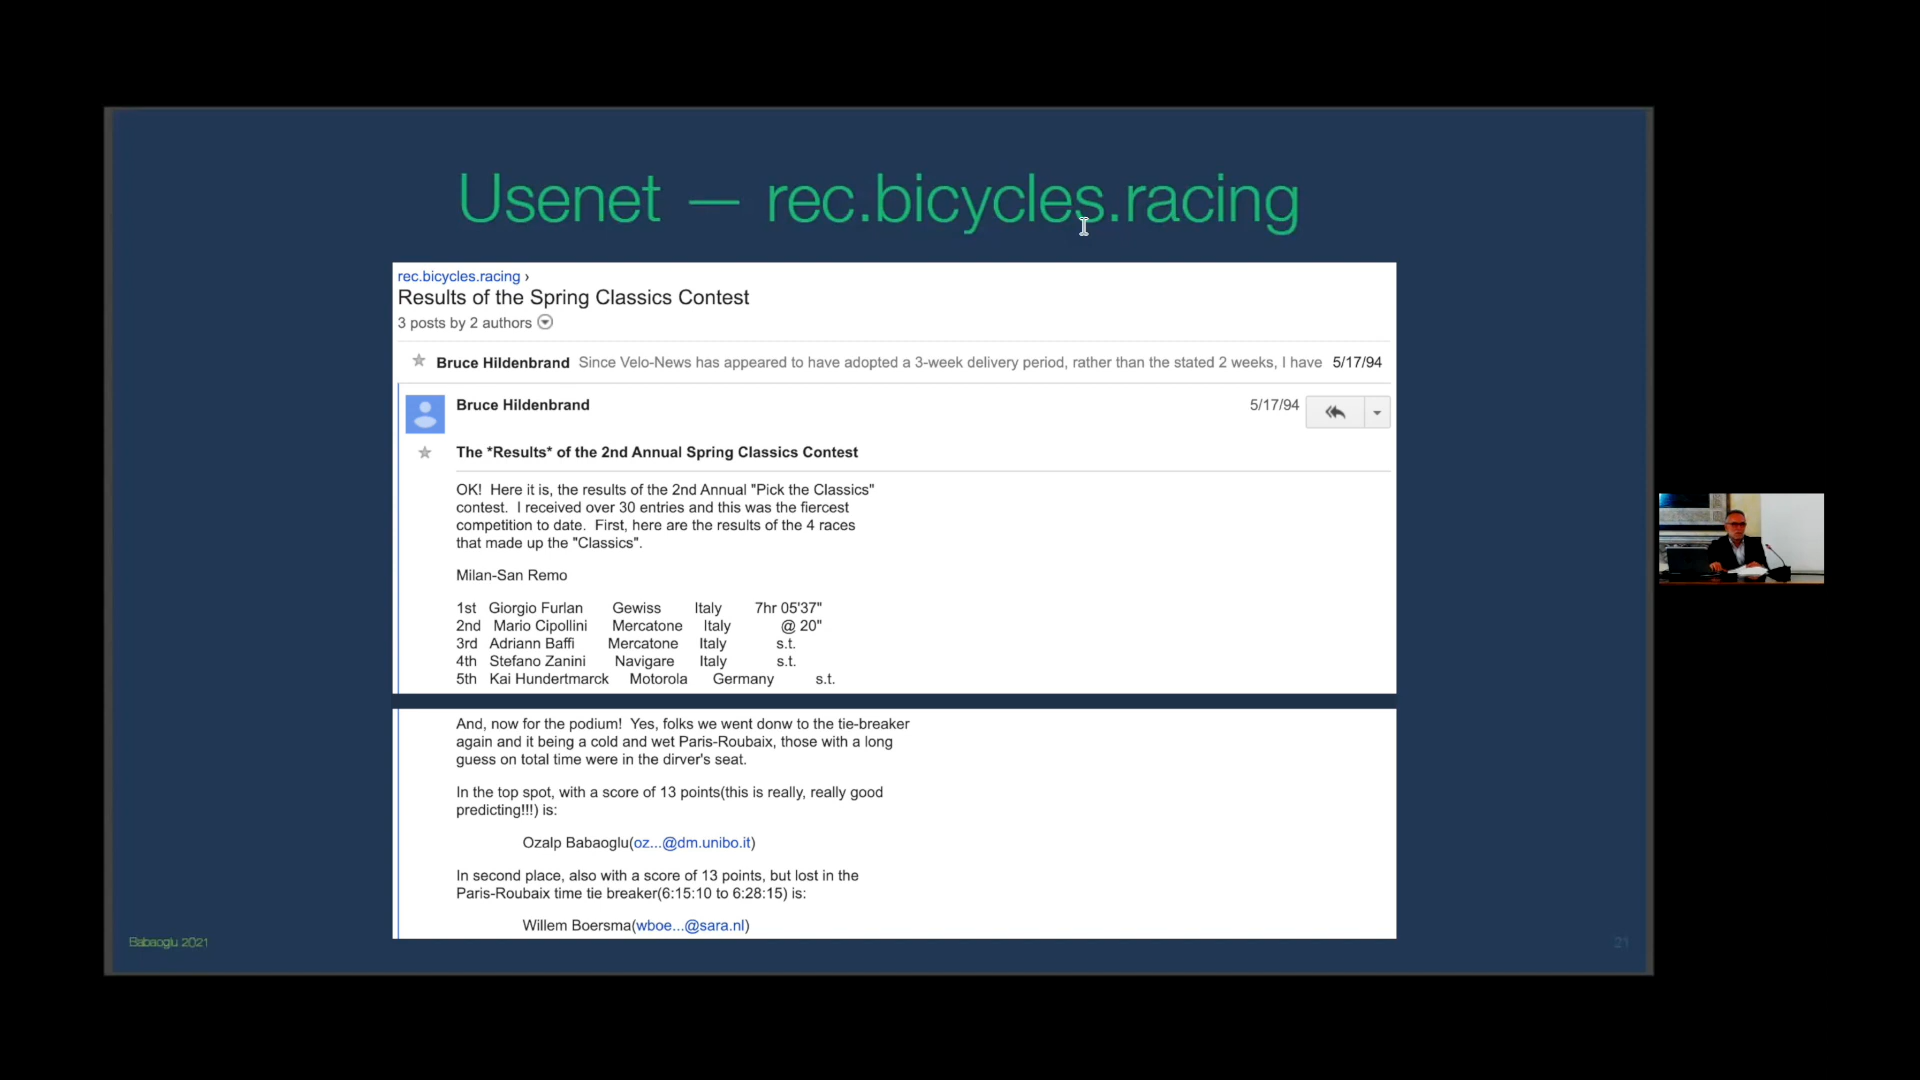 Usenet — rec.bicycles.racing
rec.bicycles.racing ›
Results of the Spring Classics Contest
3 posts by 2 authors
Bruce Hildenbrand Since Velo-News has appeared to have adopted a 3-week delivery period, rather than the stated 2 weeks, I have 5/17/94
Bruce Hildenbrand 5/17/94
The *Results* of the 2nd Annual Spring Classics Contest
OK! Here it is, the results of the 2nd Annual "Pick the Classics"
contest. I received over 30 entries and this was the fiercest
competition to date. First, here are the results of the 4 races
that made up the "Classics".
Milan-San Remo
1st Giorgio Furlan Gewiss Italy 7hr 05'37"
2nd Mario Cipollini Mercatone Italy @ 20"
3rd Adriann Baffi Mercatone Italy s.t.
4th Stefano Zanini Navigare Italy s.t.
5th Kai Hundertmarck Motorola Germany s.t.
And, now for the podium! Yes, folks we went donw to the tie-breaker
again and it being a cold and wet Paris-Roubaix, those with a long
guess on total time were in the dirver's seat.
In the top spot, with a score of 13 points(this is really, really good
predicting!!!) is:
Ozalp Babaoglu(oz...@dm.unibo.it)
In second place, also with a score of 13 points, but lost in the
Paris-Roubaix time tie breaker(6:15:10 to 6:28:15) is:
Willem Boersma(wboe...@sara.nl)
Babaoglu 2021
21